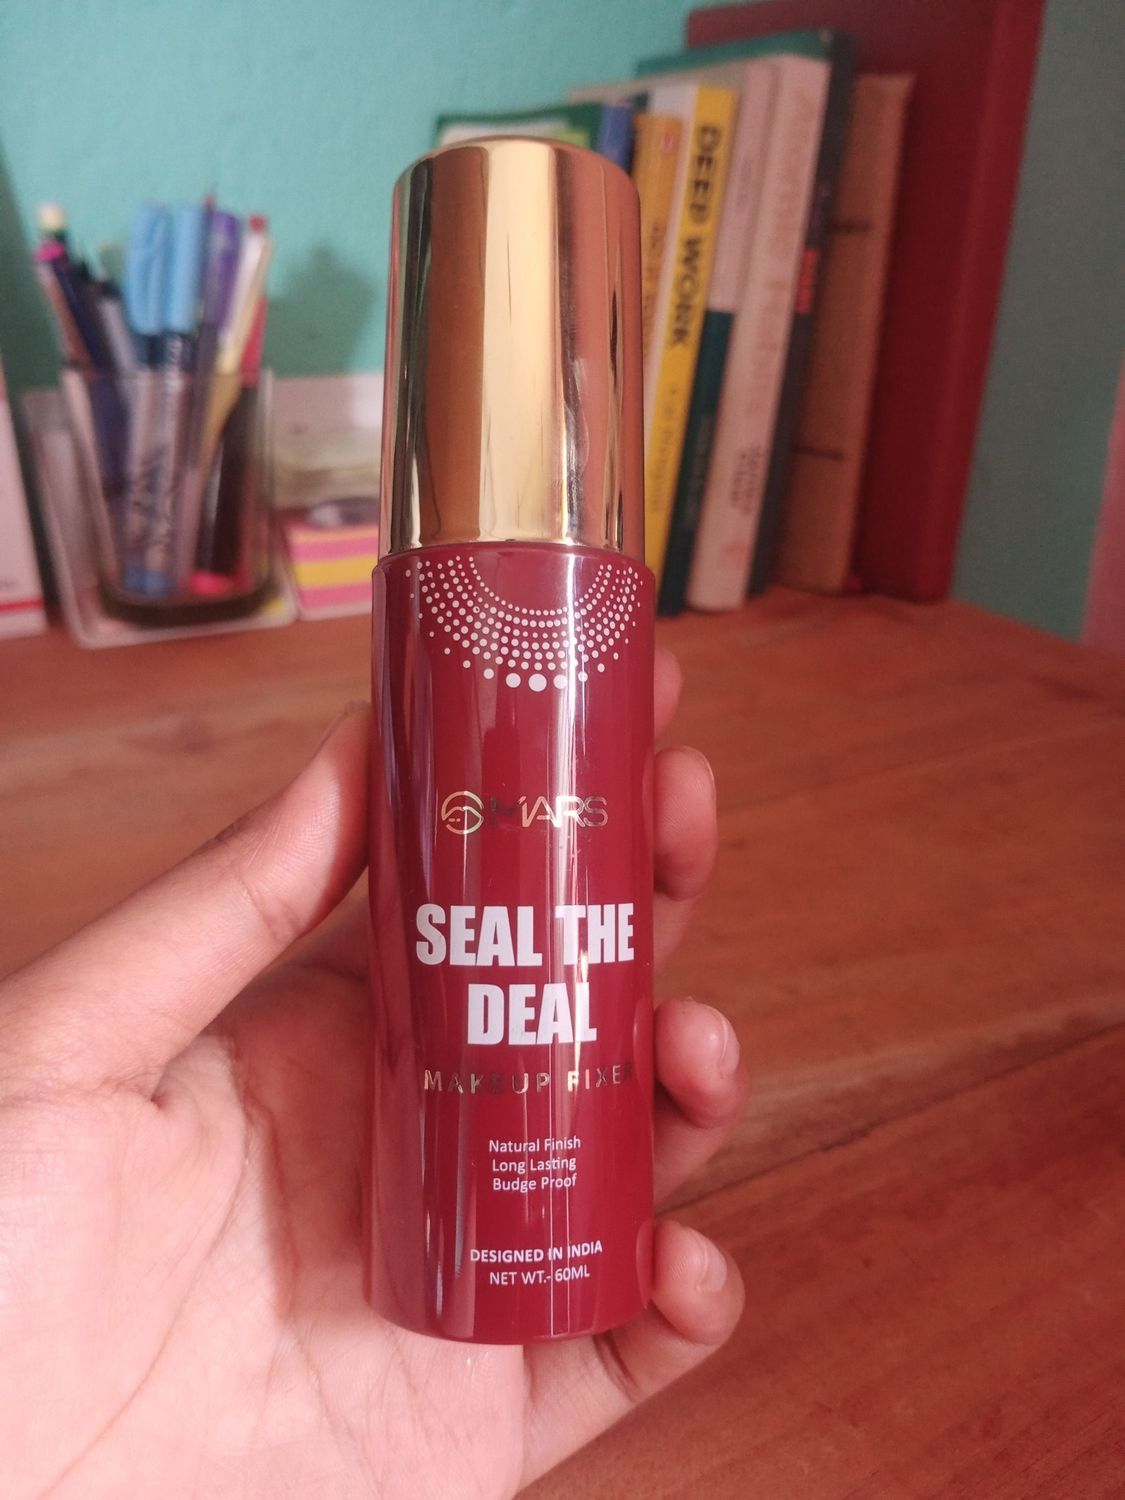 DEEP WORK
MARS
SEAL THE
DEAL
MAKEUP FIXER
Natural Finish
Long Lasting
Budge Proof
DESIGNED IN INDIA
NET WT.- 60ML